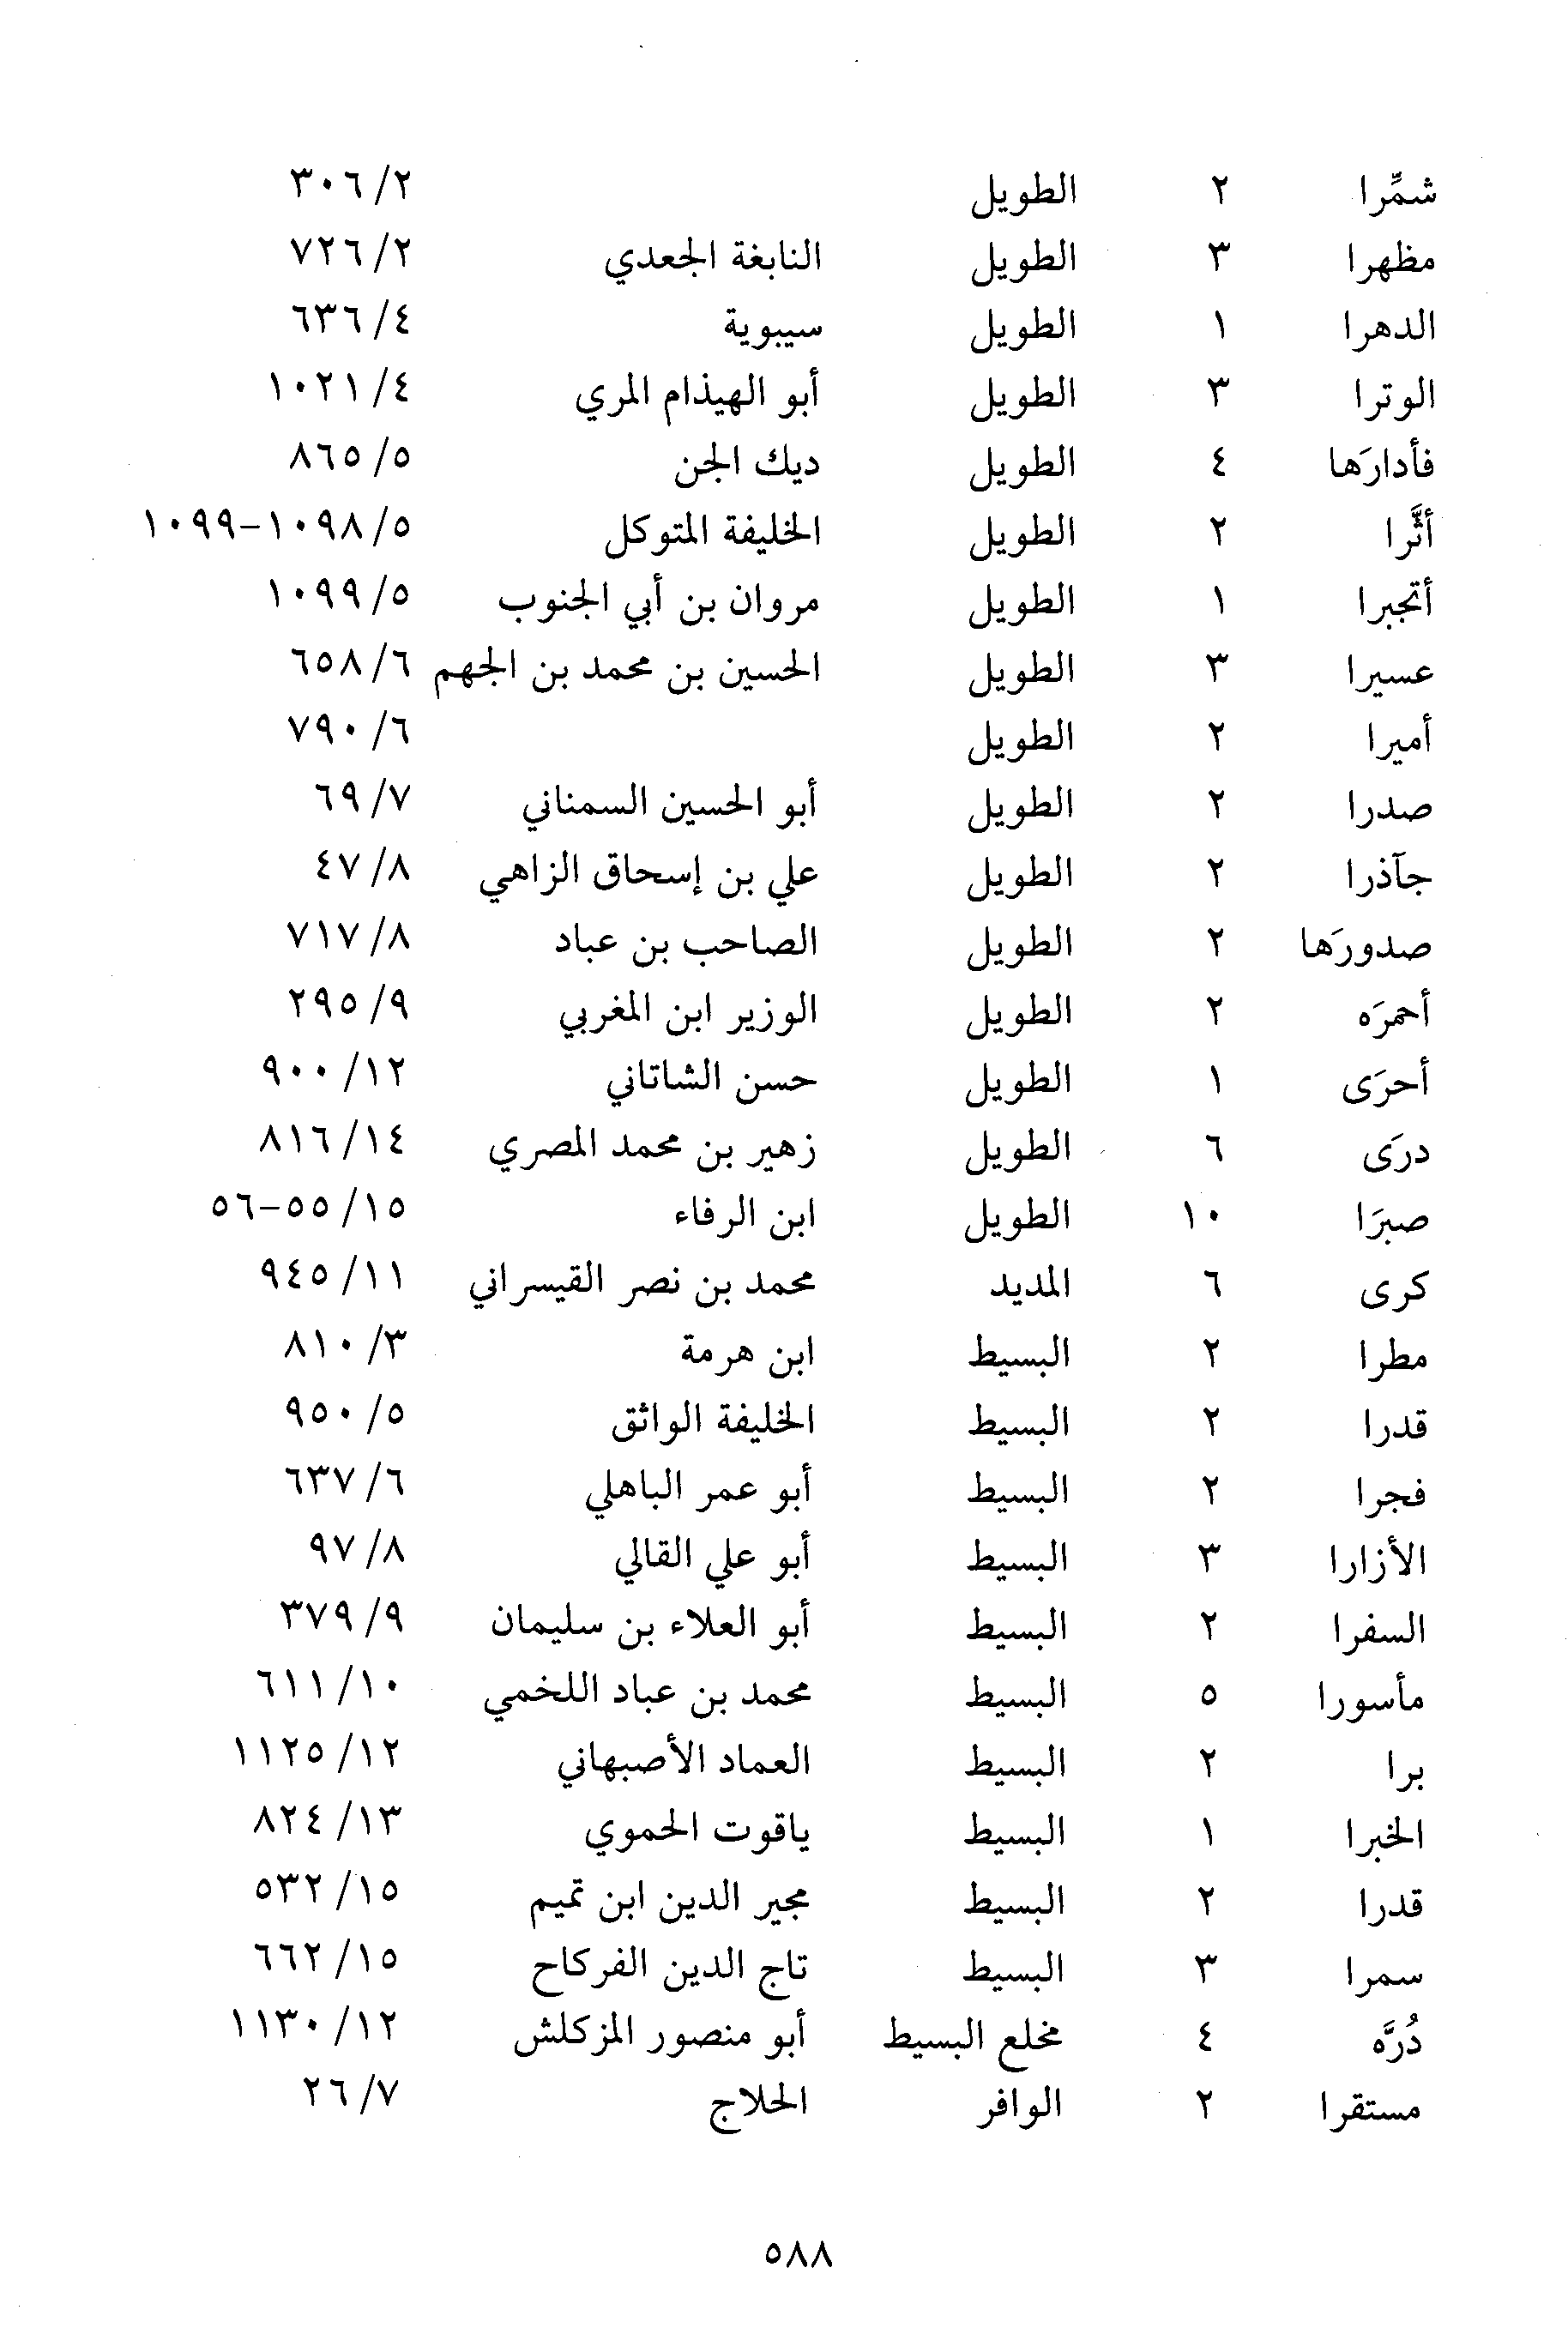 شمِّرا ٢ الطويل ٢/ ٣٠٦
مظهرا ٣ الطويل النابغة الجعدي ٢/ ٧٢٦
الدهرا ١ الطويل سيبوية ٤/ ٦٣٦
الوترا ٣ الطويل أبو الهيذام المري ٤/ ١٠٢١
فأدارَها ٤ الطويل ديك الجن ٥/ ٨٦٥
أثَّرا ٢ الطويل الخليفة المتوكل ٥/ ١٠٩٨-١٠٩٩
أتجبرا ١ الطويل مروان بن أبي الجنوب ٥/ ١٠٩٩
عسيرا ٣ الطويل الحسين بن محمد بن الجهم ٦/ ٦٥٨
أميرا ٢ الطويل ٦/ ٧٩٠
صدرا ٢ الطويل أبو الحسين السمناني ٧/ ٦٩
جآذرا ٢ الطويل علي بن إسحاق الزاهي ٨/ ٤٧
صدورَها ٢ الطويل الصاحب بن عباد ٨/ ٧١٧
أحمرَه ٢ الطويل الوزير ابن المغربي ٩/ ٢٩٥
أحرَى ١ الطويل حسن الشاتاني ١٢/ ٩٠٠
درَى ٦ الطويل زهير بن محمد المصري ١٤/ ٨١٦
صبرَا ١٠ الطويل ابن الرفاء ١٥/ ٥٥-٥٦
كرى ٦ المديد محمد بن نصر القيسراني ١١/ ٩٤٥
مطرا ٢ البسيط ابن هرمة ٣/ ٨١٠
قدرا ٢ البسيط الخليفة الواثق ٥/ ٩٥٠
فجرا ٢ البسيط أبو عمر الباهلي ٦/ ٦٣٧
الأزارا ٣ البسيط أبو علي القالي ٨/ ٩٧
السفرا ٢ البسيط أبو العلاء بن سليمان ٩/ ٣٧٩
مأسورا ٥ البسيط محمد بن عباد اللخمي ١٠/ ٦١١
برا ٢ البسيط العماد الأصبهاني ١٢/ ١١٢٥
الخبرا ١ البسيط ياقوت الحموي ١٣/ ٨٢٤
قدرا ٢ البسيط مجير الدين ابن تميم ١٥/ ٥٣٢
سمرا ٣ البسيط تاج الدين الفركاح ١٥/ ٦٦٢
دُرَّه ٤ مخلع البسيط أبو منصور المزكلش ١٢/ ١١٣٠
مستقرا ٢ الوافر الحلاج ٧/ ٢٦
٥٨٨